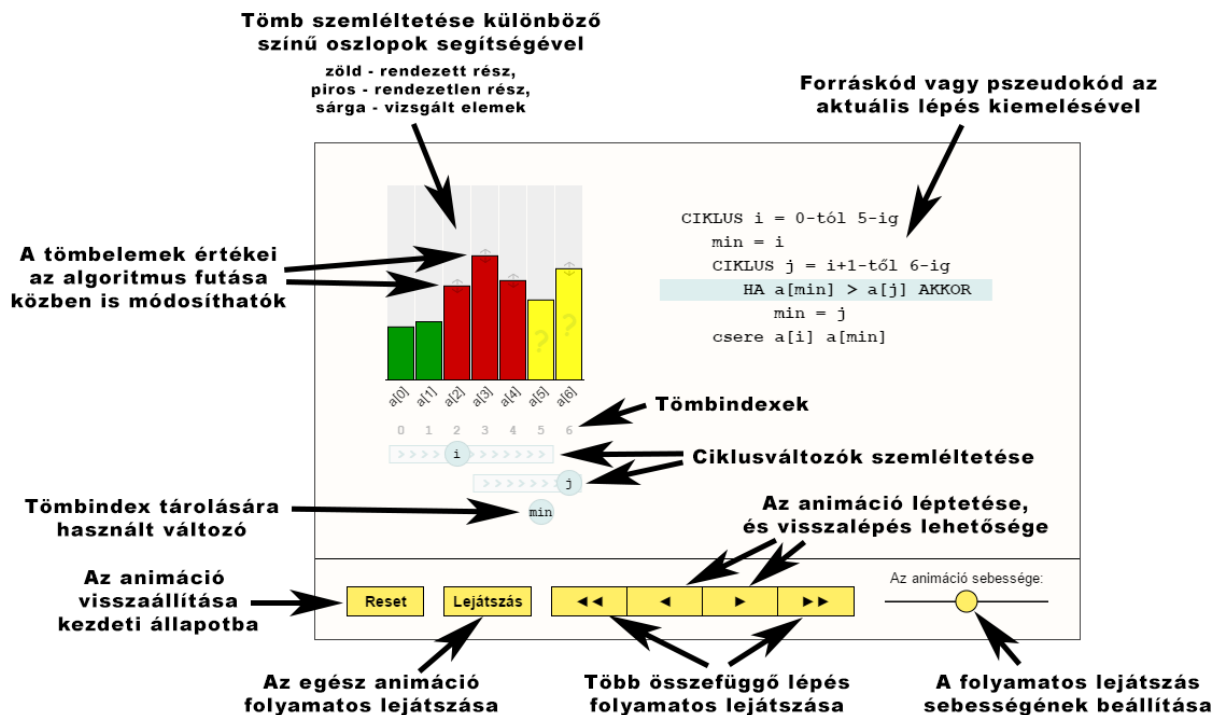 Tömb szemléltetése különböző
színű oszlopok segítségével
zöld - rendezett rész,
piros - rendezetlen rész,
sárga - vizsgált elemek
Forráskód vagy pszeudokód az
aktuális lépés kiemelésével
A tömbelemek értékei
az algoritmus futása
közben is módosíthatók
CIKLUS i = 0-tól 5-ig
min = i
CIKLUS j = i+1-től 6-ig
HA a[min] > a[j] AKKOR
min = j
csere a[i] a[min]
? ?
a[0] a[1] a[2] a[3] a[4] a[5] a[6]
0 1 2 3 4 5 6
Tömbindexek
i
Ciklusváltozók szemléltetése
j
Tömbindex tárolására
használt változó
min
Az animáció léptetése,
és visszalépés lehetősége
Az animáció
visszaállítása
kezdeti állapotba
Reset Lejátszás ◄◄ ◄ ► ►►
Az animáció sebessége:
Az egész animáció
folyamatos lejátszása
Több összefüggő lépés
folyamatos lejátszása
A folyamatos lejátszás
sebességének beállítása